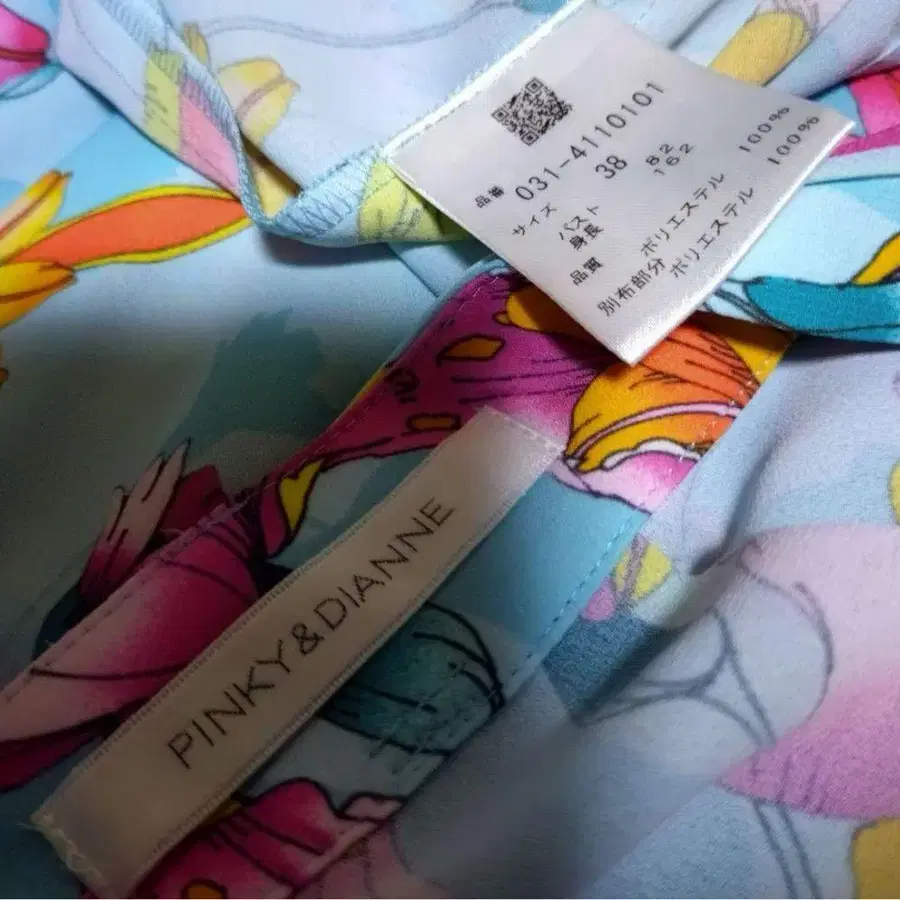 品番 031-4110101
サイズ 38
バスト 82
身長 162
品質 ポリエステル 100%
別布部分 ポリエステル 100%
PINKY&DIANNE